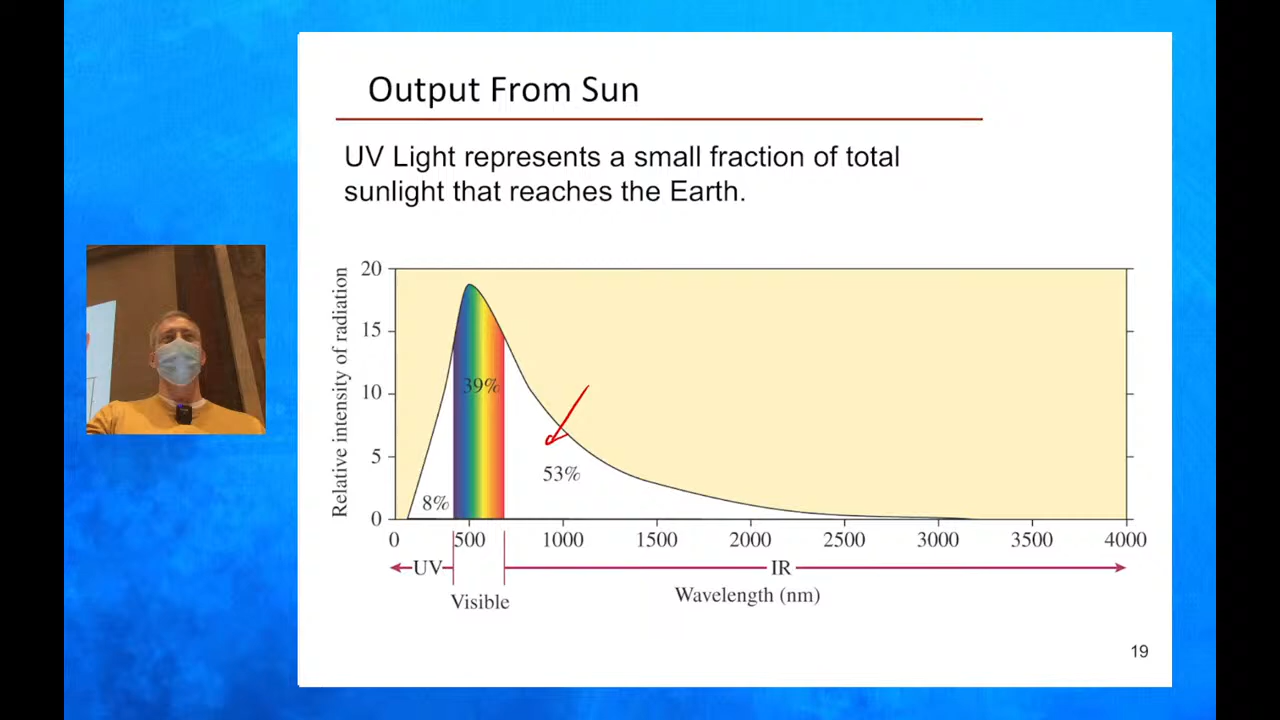 Output From Sun
UV Light represents a small fraction of total
sunlight that reaches the Earth.
Relative intensity of radiation
20
15
10
5
0
39%
53%
8%
0 500 1000 1500 2000 2500 3000 3500 4000
UV IR
Visible
Wavelength (nm)
19